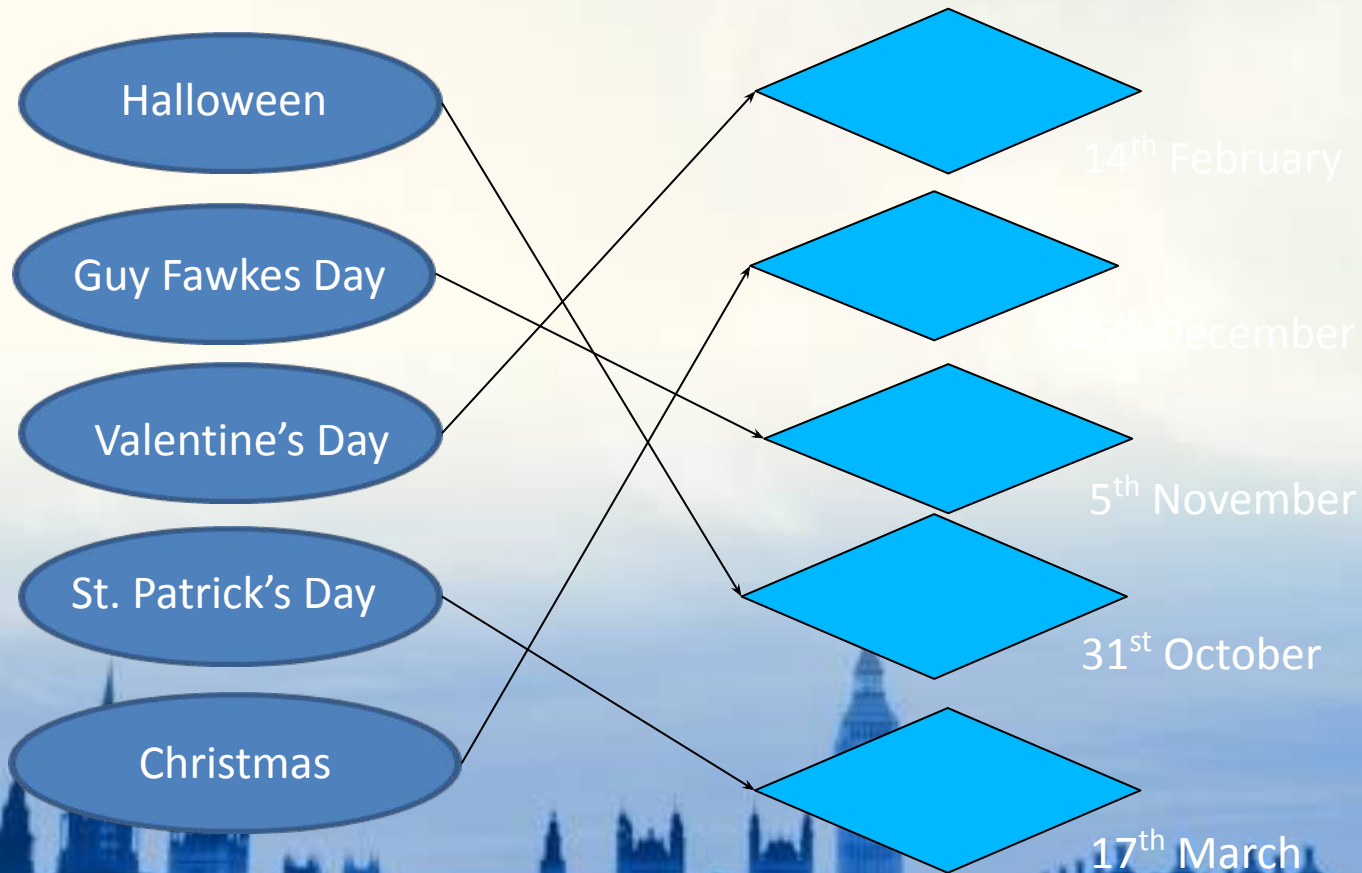 Halloween
14th February
Guy Fawkes Day
25th December
Valentine’s Day
5th November
St. Patrick’s Day
31st October
Christmas
17th March